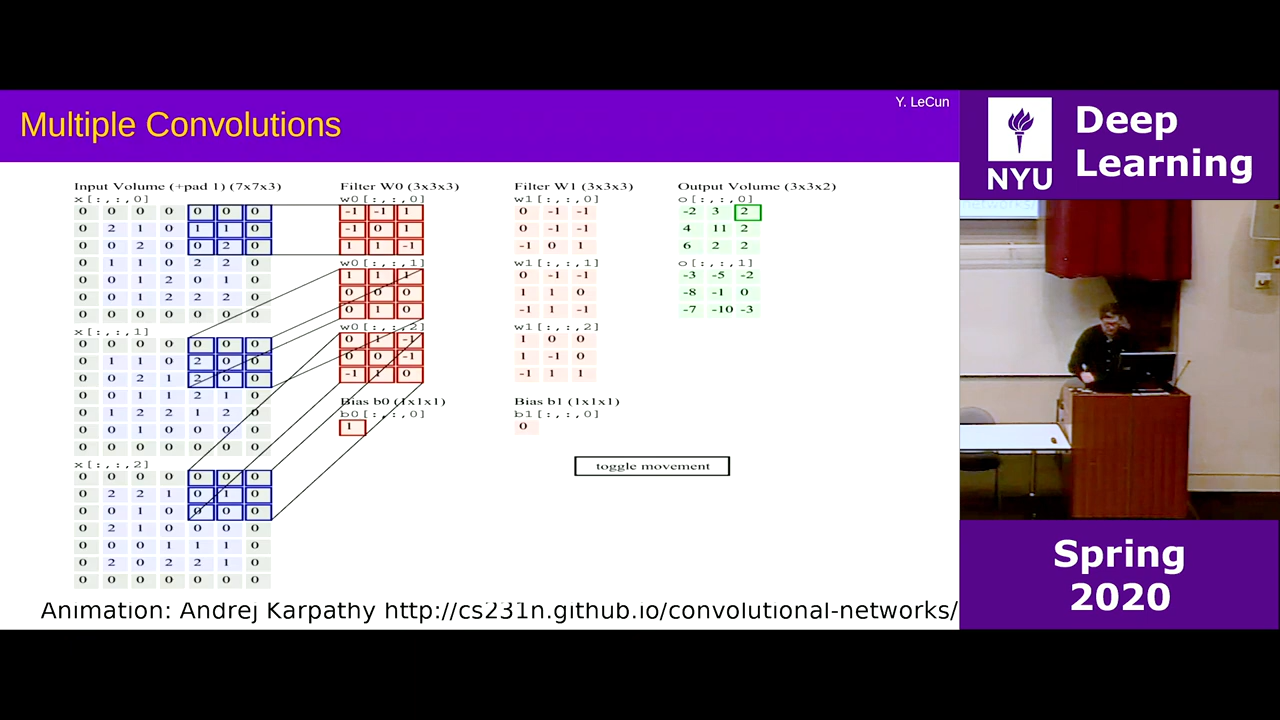 Y. LeCun
Multiple Convolutions
Input Volume (+pad 1) (7x7x3)
x[:,:,0]
0 0 0 0 0 0 0
0 2 1 0 1 1 0
0 0 2 0 0 2 0
0 1 1 0 2 2 0
0 0 1 2 0 1 0
0 0 1 2 2 2 0
0 0 0 0 0 0 0
x[:,:,1]
0 0 0 0 0 0 0
0 1 1 0 2 0 0
0 0 2 1 2 0 0
0 0 1 1 2 1 0
0 1 2 2 1 2 0
0 0 1 0 0 0 0
0 0 0 0 0 0 0
x[:,:,2]
0 0 0 0 0 0 0
0 2 2 1 0 1 0
0 0 1 0 0 0 0
0 2 1 0 0 0 0
0 0 0 1 1 1 0
0 2 0 2 2 1 0
0 0 0 0 0 0 0
Filter W0 (3x3x3)
w0[:,:,0]
-1 -1 1
-1 0 1
1 1 -1
w0[:,:,1]
1 1 1
0 0 0
0 1 0
w0[:,:,2]
0 1 -1
0 0 -1
-1 1 0
Bias b0 (1x1x1)
b0[:,:,0]
1
Filter W1 (3x3x3)
w1[:,:,0]
0 -1 -1
0 -1 -1
-1 0 1
w1[:,:,1]
0 -1 -1
1 1 0
-1 1 -1
w1[:,:,2]
1 0 0
1 -1 0
-1 1 1
Bias b1 (1x1x1)
b1[:,:,0]
0
Output Volume (3x3x2)
o[:,:,0]
-2 3 2
4 11 2
6 2 2
o[:,:,1]
-3 -5 -2
-8 -1 0
-7 -10 -3
toggle movement
Animation: Andrej Karpathy http://cs231n.github.io/convolutional-networks/
NYU
Deep
Learning
Spring
2020